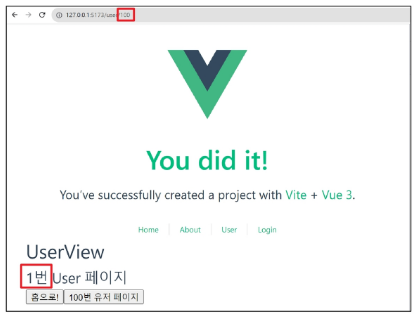 127.0.0.1:5173/user/100
You did it!
You've successfully created a project with Vite + Vue 3.
Home About User Login
UserView
1번 User 페이지
홈으로! 100번 유저 페이지